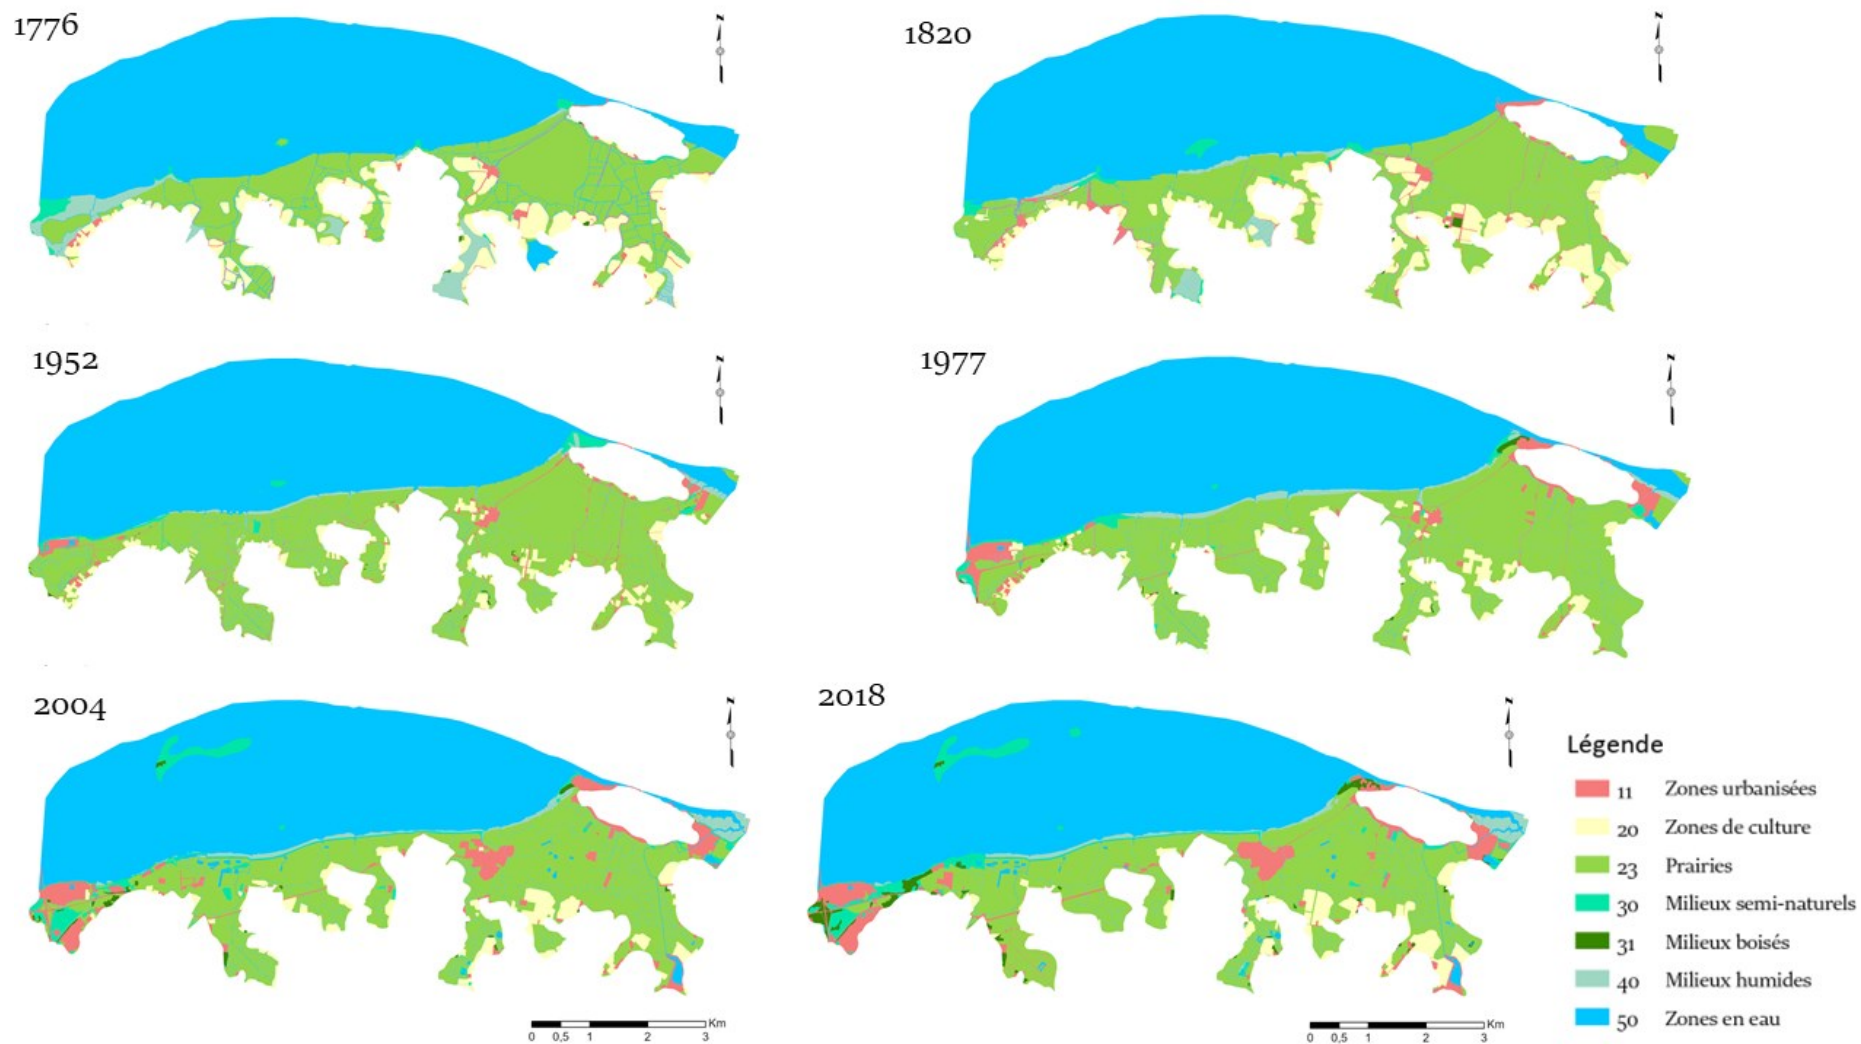 1776
N
1820
N
1952
N
1977
N
2004
N
2018
N
Légende
11 Zones urbanisées
20 Zones de culture
23 Prairies
30 Milieux semi-naturels
31 Milieux boisés
40 Milieux humides
50 Zones en eau
0 0,5 1 2 3 Km
0 0,5 1 2 3 Km